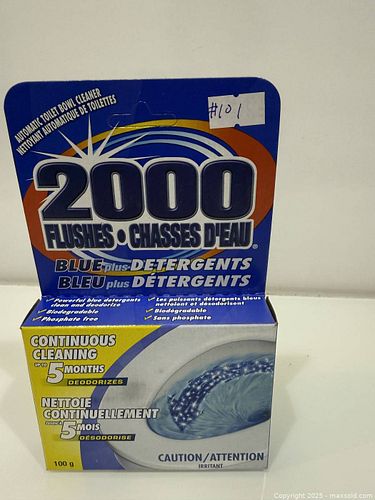 AUTOMATIC TOILET BOWL CLEANER
NETTOYANT AUTOMATIQUE DE TOILETTES
#101
2000
FLUSHES • CHASSES D'EAU®
BLUE plus DETERGENTS
BLEU plus DÉTERGENTS
Powerful blue detergents
clean and deodorize
Biodegradable
Phosphate free
Les puissants détergents bleus
nettoient et désodorisent
Biodégradable
Sans phosphate
CONTINUOUS
CLEANING
UP TO 5 MONTHS
DEODORIZES
NETTOIE
CONTINUELLEMENT
5 MOIS
DÉSODORISE
100 g
CAUTION/ATTENTION
IRRITANT
Copyright 2025 - maxsold.com